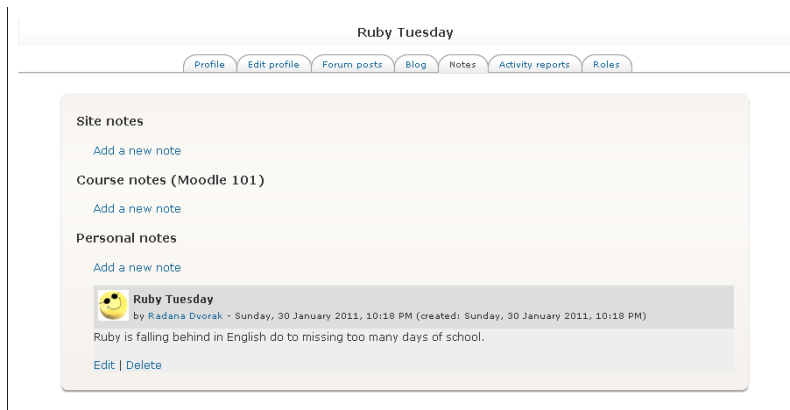 Ruby Tuesday
Profile Edit profile Forum posts Blog Notes Activity reports Roles
Site notes
Add a new note
Course notes (Moodle 101)
Add a new note
Personal notes
Add a new note
Ruby Tuesday
by Radana Dvorak - Sunday, 30 January 2011, 10:18 PM (created: Sunday, 30 January 2011, 10:18 PM)
Ruby is falling behind in English do to missing too many days of school.
Edit | Delete